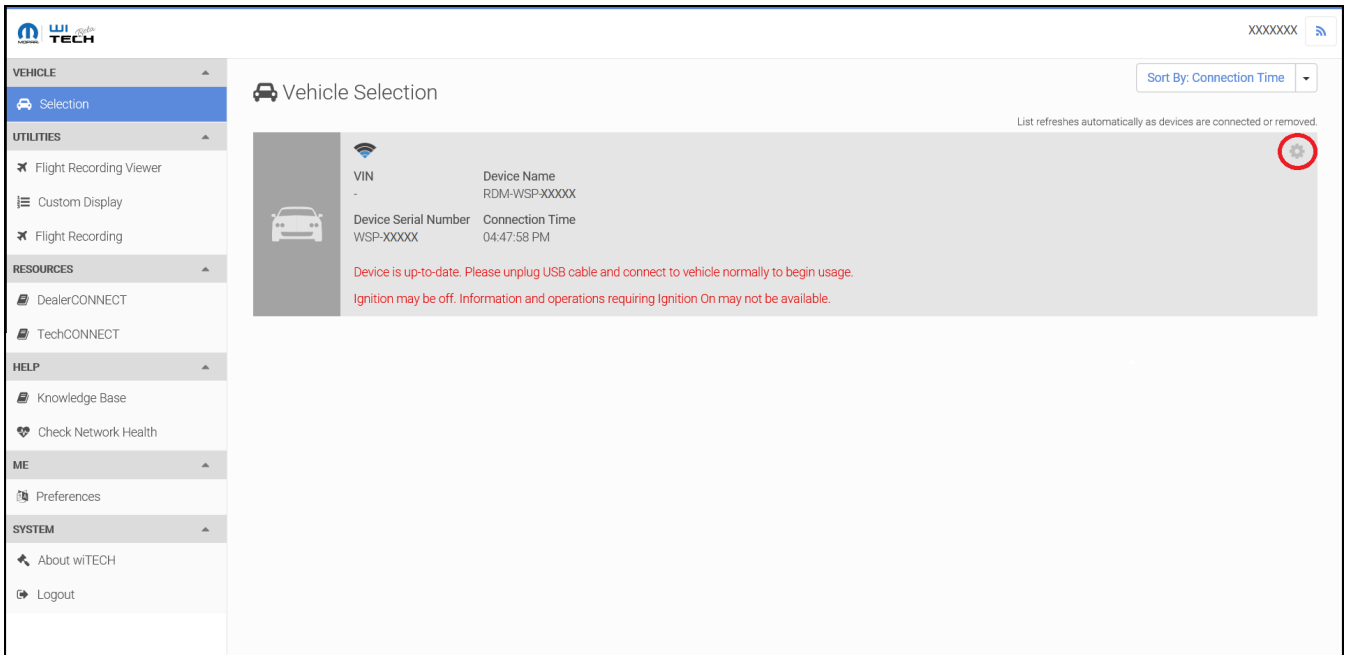 MOPAR WI TECH Beta
XXXXXXX
VEHICLE
Selection
UTILITIES
Flight Recording Viewer
Custom Display
Flight Recording
RESOURCES
DealerCONNECT
TechCONNECT
HELP
Knowledge Base
Check Network Health
ME
Preferences
SYSTEM
About wiTECH
Logout
Vehicle Selection
Sort By: Connection Time
List refreshes automatically as devices are connected or removed.
VIN Device Name
- RDM-WSP-XXXXX
Device Serial Number Connection Time
WSP-XXXXX 04:47:58 PM
Device is up-to-date. Please unplug USB cable and connect to vehicle normally to begin usage.
Ignition may be off. Information and operations requiring Ignition On may not be available.